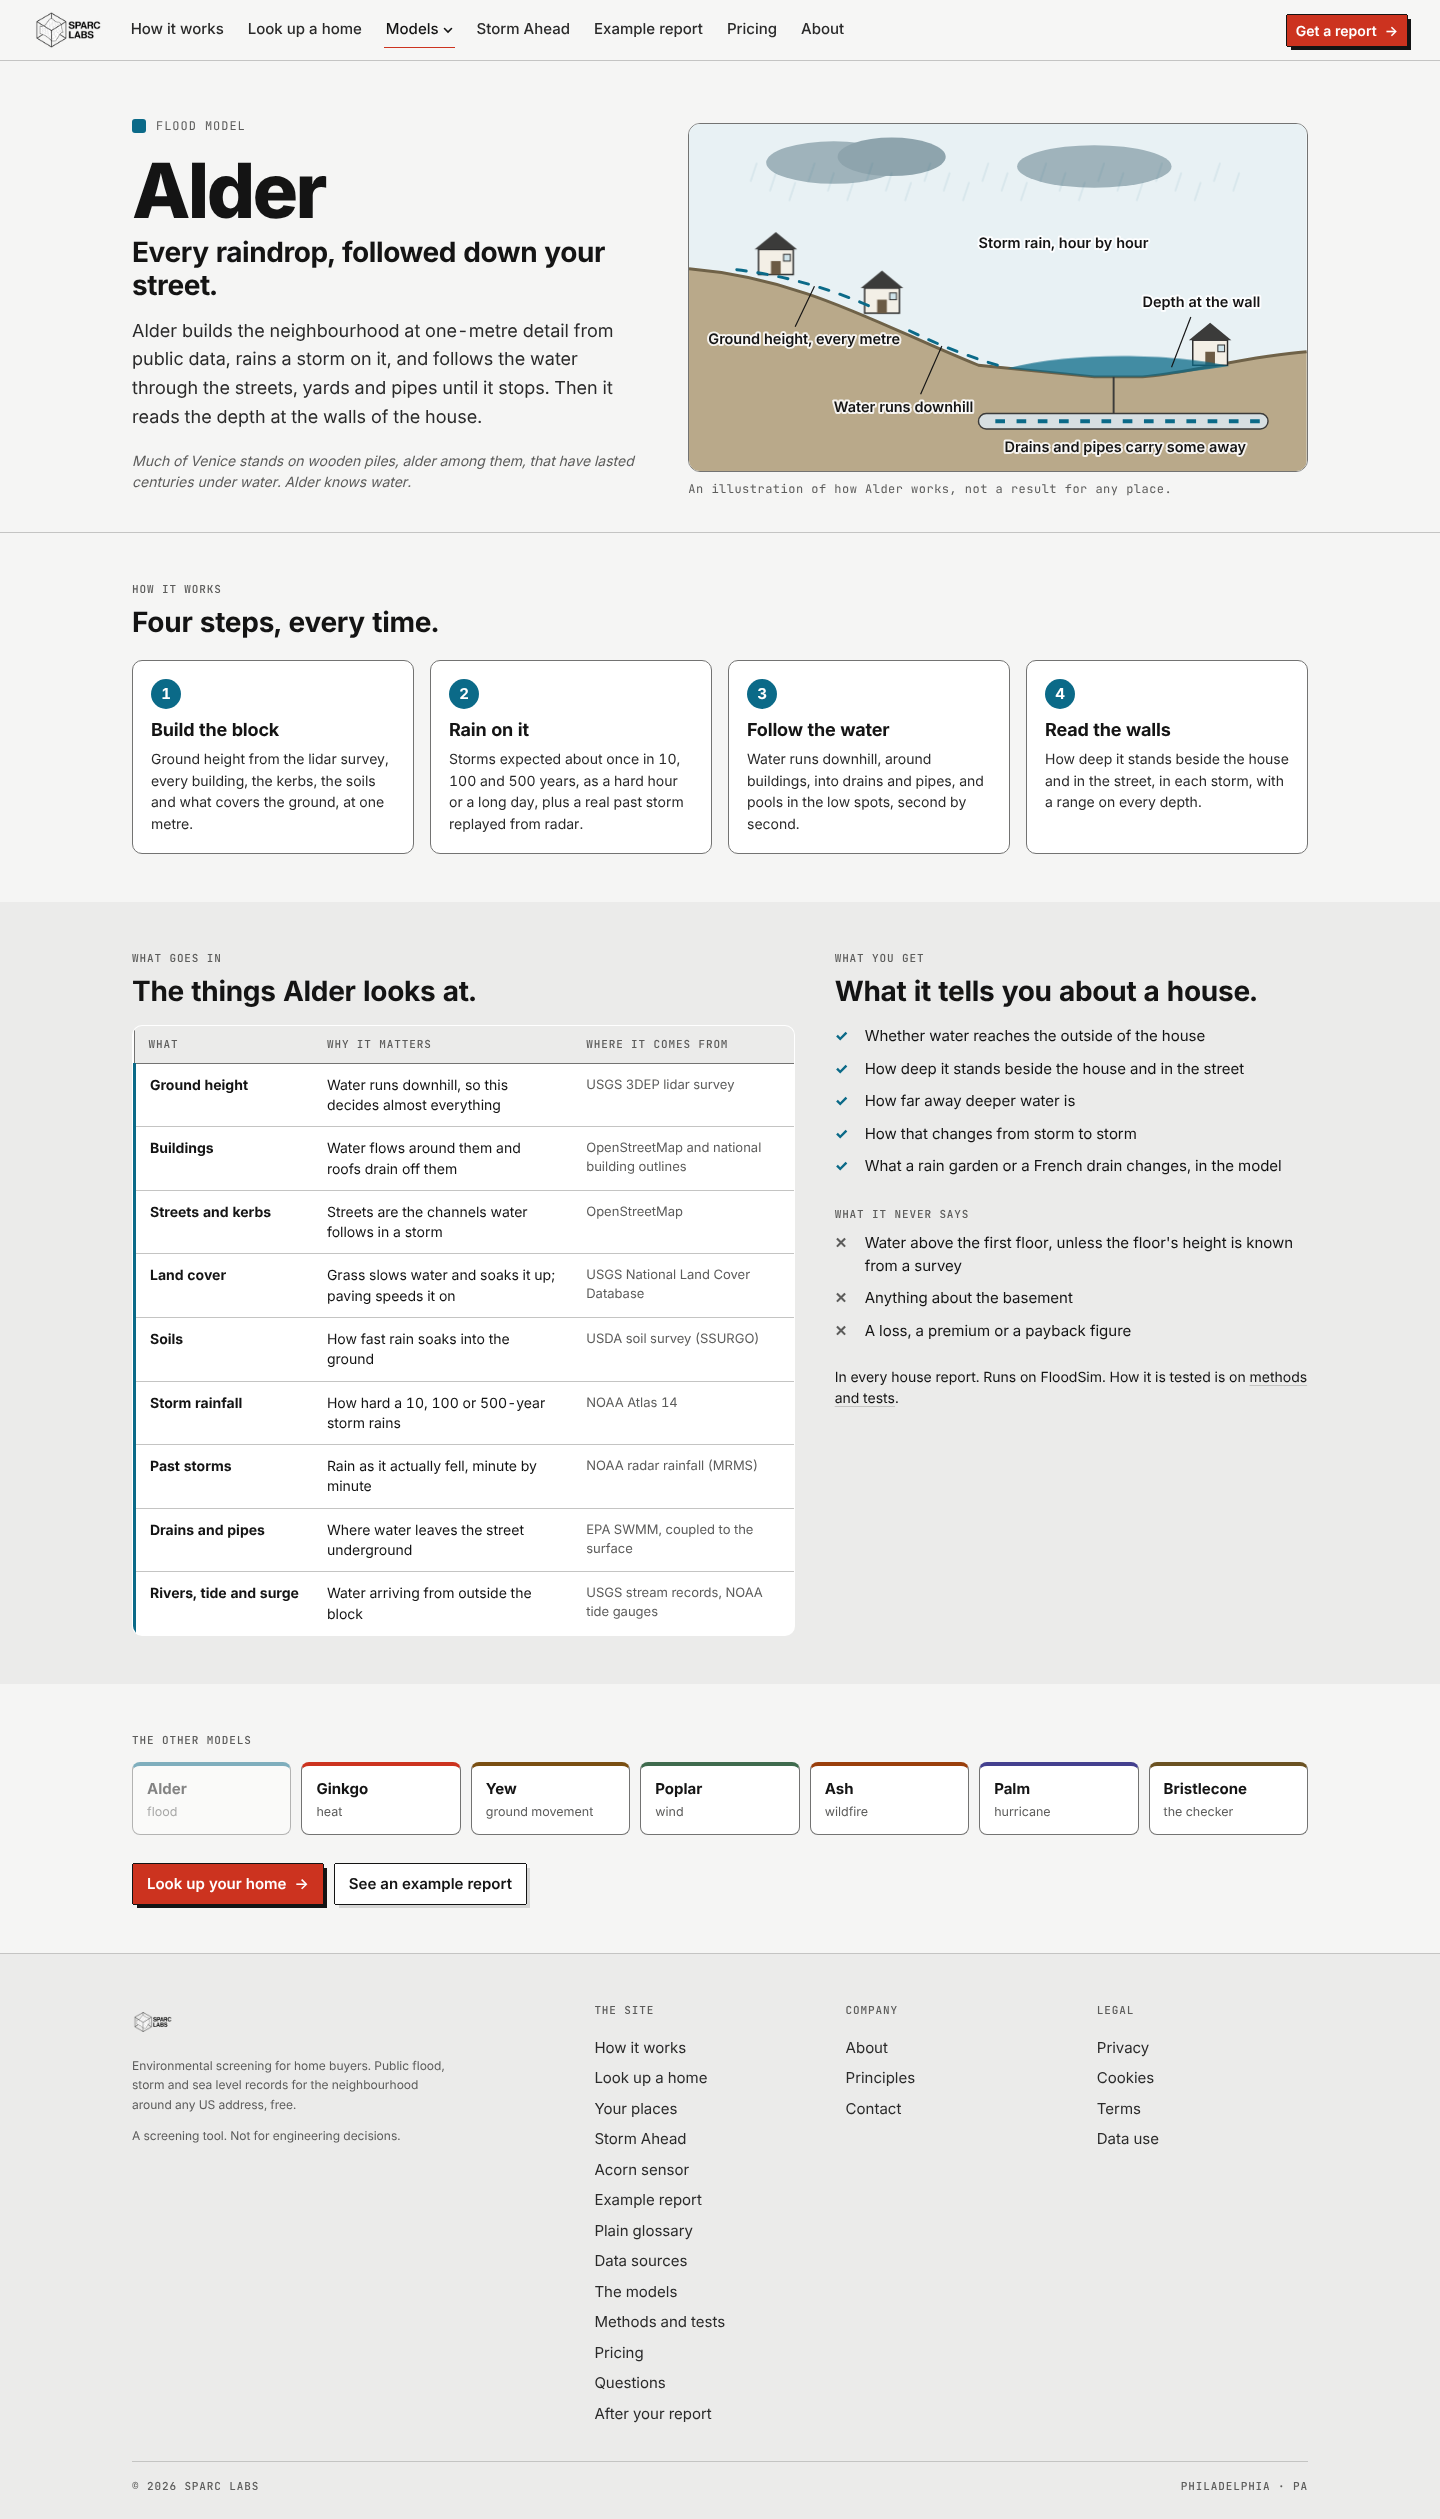 SPARC
LABS
How it works
Look up a home
Models
Storm Ahead
Example report
Pricing
About
Get a report →
FLOOD MODEL
Alder
Every raindrop, followed down your
street.
Alder builds the neighbourhood at one-metre detail from
public data, rains a storm on it, and follows the water
through the streets, yards and pipes until it stops. Then it
reads the depth at the walls of the house.
Much of Venice stands on wooden piles, alder among them, that have lasted
centuries under water. Alder knows water.
Storm rain, hour by hour
Depth at the wall
Ground height, every metre
Water runs downhill
Drains and pipes carry some away
An illustration of how Alder works, not a result for any place.
HOW IT WORKS
Four steps, every time.
1
Build the block
Ground height from the lidar survey,
every building, the kerbs, the soils
and what covers the ground, at one
metre.
2
Rain on it
Storms expected about once in 10,
100 and 500 years, as a hard hour
or a long day, plus a real past storm
replayed from radar.
3
Follow the water
Water runs downhill, around
buildings, into drains and pipes, and
pools in the low spots, second by
second.
4
Read the walls
How deep it stands beside the house
and in the street, in each storm, with
a range on every depth.
WHAT GOES IN
The things Alder looks at.
WHAT
WHY IT MATTERS
WHERE IT COMES FROM
Ground height
Water runs downhill, so this
decides almost everything
USGS 3DEP lidar survey
Buildings
Water flows around them and
roofs drain off them
OpenStreetMap and national
building outlines
Streets and kerbs
Streets are the channels water
follows in a storm
OpenStreetMap
Land cover
Grass slows water and soaks it up;
paving speeds it on
USGS National Land Cover
Database
Soils
How fast rain soaks into the
ground
USDA soil survey (SSURGO)
Storm rainfall
How hard a 10, 100 or 500-year
storm rains
NOAA Atlas 14
Past storms
Rain as it actually fell, minute by
minute
NOAA radar rainfall (MRMS)
Drains and pipes
Where water leaves the street
underground
EPA SWMM, coupled to the
surface
Rivers, tide and surge
Water arriving from outside the
block
USGS stream records, NOAA
tide gauges
WHAT YOU GET
What it tells you about a house.
✓ Whether water reaches the outside of the house
✓ How deep it stands beside the house and in the street
✓ How far away deeper water is
✓ How that changes from storm to storm
✓ What a rain garden or a French drain changes, in the model
WHAT IT NEVER SAYS
✕ Water above the first floor, unless the floor's height is known
from a survey
✕ Anything about the basement
✕ A loss, a premium or a payback figure
In every house report. Runs on FloodSim. How it is tested is on methods
and tests.
THE OTHER MODELS
Alder
flood
Ginkgo
heat
Yew
ground movement
Poplar
wind
Ash
wildfire
Palm
hurricane
Bristlecone
the checker
Look up your home →
See an example report
SPARC
LABS
Environmental screening for home buyers. Public flood,
storm and sea level records for the neighbourhood
around any US address, free.
A screening tool. Not for engineering decisions.
THE SITE
How it works
Look up a home
Your places
Storm Ahead
Acorn sensor
Example report
Plain glossary
Data sources
The models
Methods and tests
Pricing
Questions
After your report
COMPANY
About
Principles
Contact
LEGAL
Privacy
Cookies
Terms
Data use
© 2026 SPARC LABS
PHILADELPHIA · PA